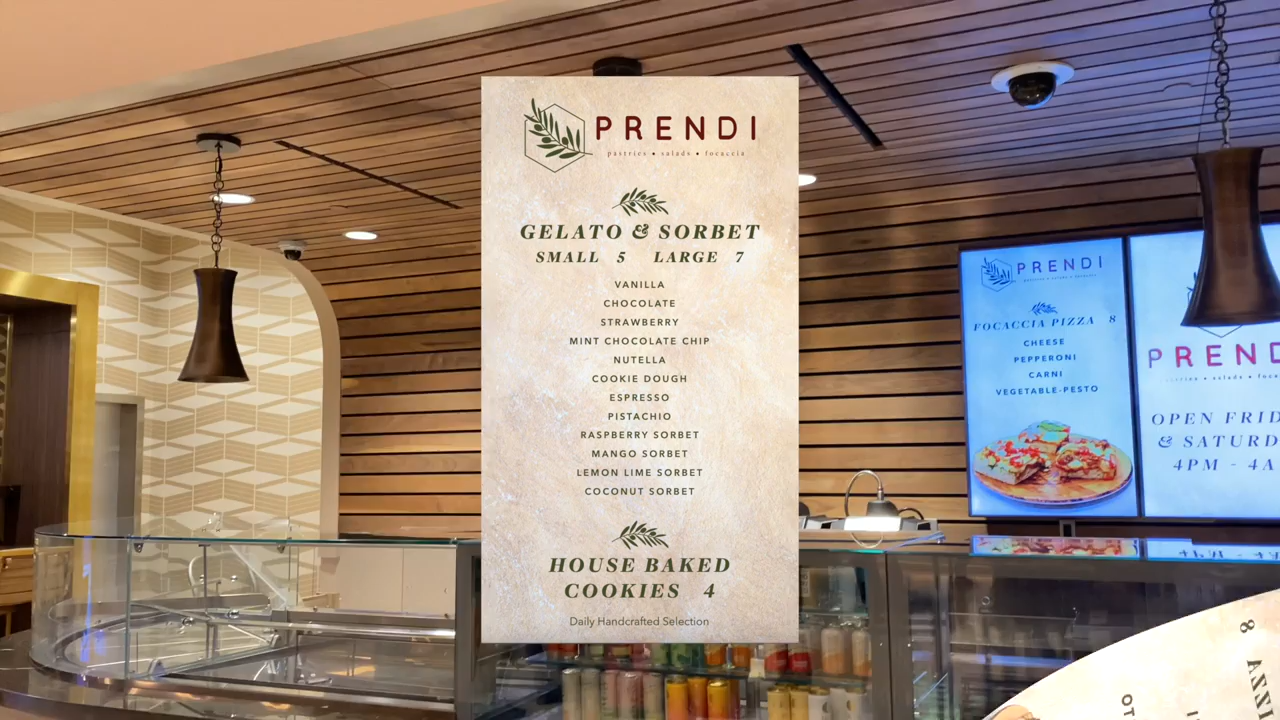 PRENDI
pastries • salads • focaccia
GELATO & SORBET
SMALL 5 LARGE 7
VANILLA
CHOCOLATE
STRAWBERRY
MINT CHOCOLATE CHIP
NUTELLA
COOKIE DOUGH
ESPRESSO
PISTACHIO
RASPBERRY SORBET
MANGO SORBET
LEMON LIME SORBET
COCONUT SORBET
HOUSE BAKED
COOKIES 4
Daily Handcrafted Selection
PRENDI
pastries • salads • focaccia
FOCACCIA PIZZA 8
CHEESE
PEPPERONI
CARNI
VEGETABLE-PESTO
PREND
OPEN FRID
& SATURD
4PM - 4A